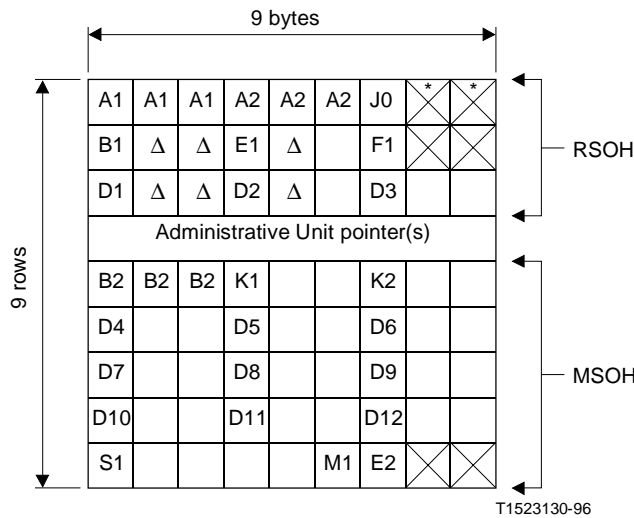 9 bytes
A1 A1 A1 A2 A2 A2 J0 * *
B1 Δ Δ E1 Δ F1
RSOH
D1 Δ Δ D2 Δ D3
Administrative Unit pointer(s)
9 rows
B2 B2 B2 K1 K2
D4 D5 D6
D7 D8 D9
MSOH
D10 D11 D12
S1 M1 E2
T1523130-96